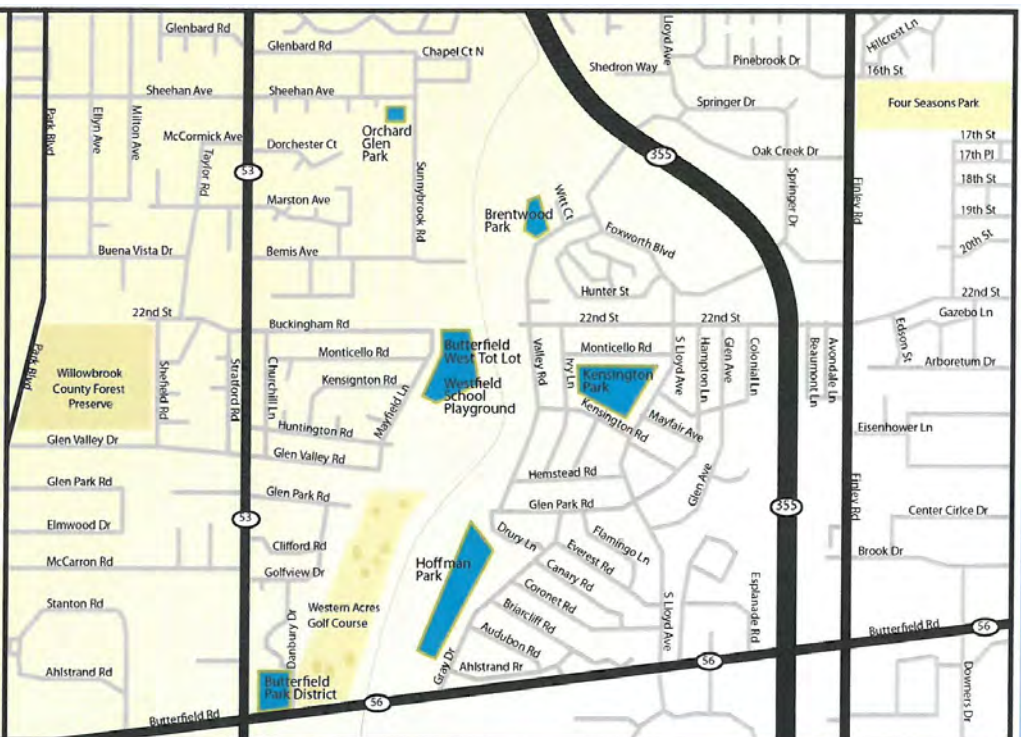 Glenbard Rd
Glenbard Rd
Chapel Ct N
Lloyd Ave
Shedron Way
Pinebrook Dr
Hillcrest Ln
16th St
Sheehan Ave
Sheehan Ave
Springer Dr
Four Seasons Park
Park Blvd
Ellyn Ave
Milton Ave
McCormick Ave
Taylor Rd
53
Dorchester Ct
Orchard
Glen
Park
Sunnybrook Rd
355
Oak Creek Dr
Springer Dr
Finley Rd
17th St
17th Pl
18th St
19th St
20th St
Marston Ave
Brentwood
Park
Witt Ct
Foxworth Blvd
Buena Vista Dr
Bemis Ave
Hunter St
22nd St
Buckingham Rd
22nd St
22nd St
22nd St
Gazebo Ln
Edson St
Arboretum Dr
Park Blvd
Willowbrook
County Forest
Preserve
Shefield Rd
Stratford Rd
Churchill Ln
Monticello Rd
Kensignton Rd
Mayfield Ln
Huntington Rd
Butterfield
West Tot Lot
Westfield
School
Playground
Valley Rd
Ivy Ln
Monticello Rd
Kensington
Park
Kensington Rd
Mayfair Ave
S Lloyd Ave
Hampton Ln
Glen Ave
Colonial Ln
Beaumont Ln
Avondale Ln
Eisenhower Ln
Glen Valley Dr
Glen Valley Rd
Hemstead Rd
Glen Ave
Glen Park Rd
Glen Park Rd
Glen Park Rd
Finley Rd
355
Center Cirlce Dr
Elmwood Dr
53
Clifford Rd
Drury Ln
Flamingo Ln
Everest Rd
Brook Dr
McCarron Rd
Golfview Dr
Hoffman
Park
Canary Rd
Coronet Rd
Briarcliff Rd
Audubon Rd
Ahlstrand Rr
Gray Dr
S Lloyd Ave
Esplanade Rd
Stanton Rd
Western Acres
Golf Course
Danbury Dr
Butterfield Rd
56
Ahlstrand Rd
Butterfield
Park District
56
56
Downers Dr
Butterfield Rd